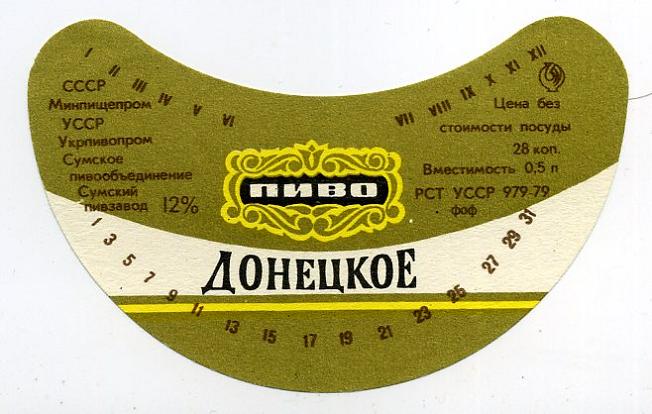 I II III IV V VI VII VIII IX X XI XII
СССР
Минпищепром
УССР
Укрпивопром
Сумское
пивообъединение
Сумский
пивзавод 12%
ПИВО
ДОНЕЦКОЕ
Цена без
стоимости посуды
28 коп.
Вместимость 0,5 л
РСТ УССР 979-79
фоф
1 3 5 7 9 11 13 15 17 19 21 23 25 27 29 31